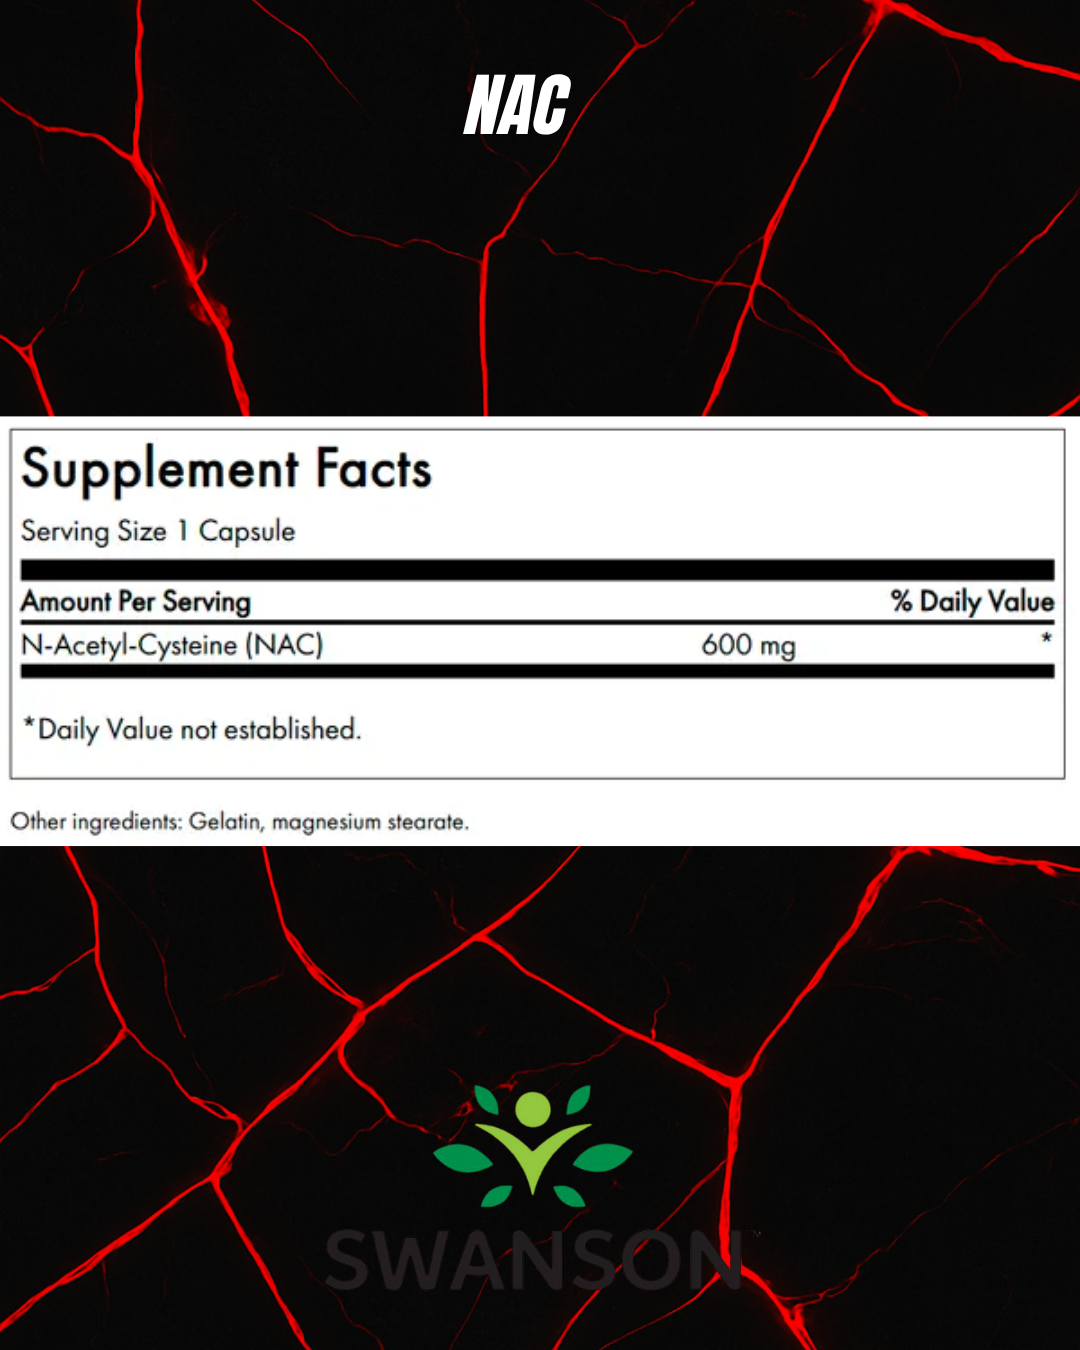 NAC
Supplement Facts
Serving Size 1 Capsule
Amount Per Serving % Daily Value
N-Acetyl-Cysteine (NAC) 600 mg *
*Daily Value not established.
Other ingredients: Gelatin, magnesium stearate.
SWANSON™